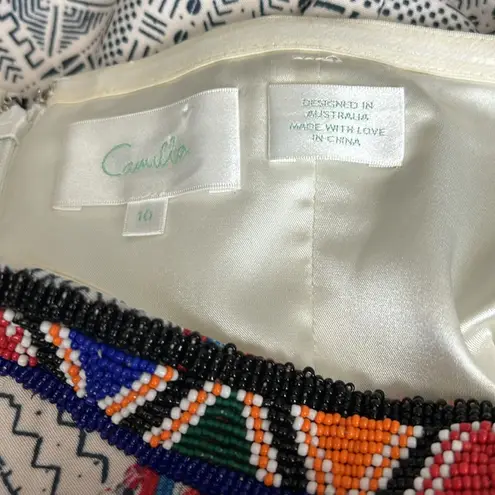 Camilla
10
DESIGNED IN
AUSTRALIA
MADE WITH LOVE
IN CHINA